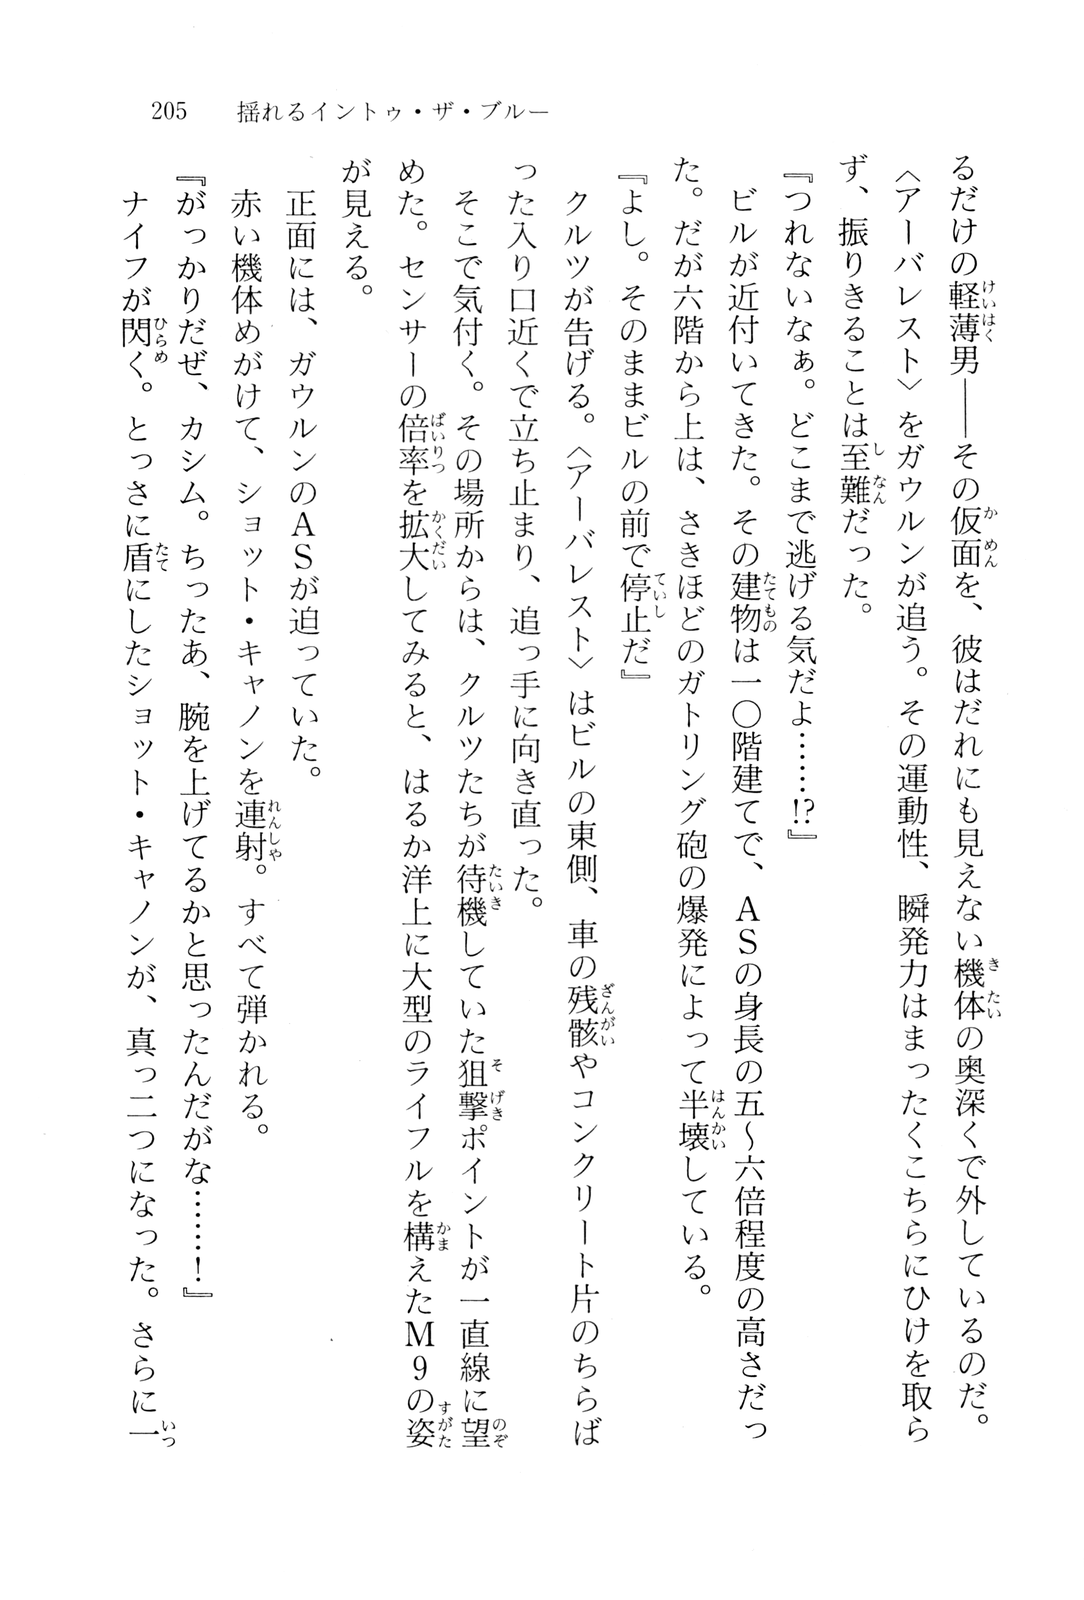 205　揺れるイントゥ・ザ・ブルー
るだけの軽薄男――その仮面を、彼はだれにも見えない機体の奥深くで外しているのだ。
〈アーバレスト〉をガウルンが追う。その運動性、瞬発力はまったくこちらにひけを取ら
ず、振りきることは至難だった。
『つれないなぁ。どこまで逃げる気だよ……!?』
　ビルが近付いてきた。その建物は一〇階建てで、ASの身長の五～六倍程度の高さだっ
た。だが六階から上は、さきほどのガトリング砲の爆発によって半壊している。
『よし。そのままビルの前で停止だ』
　クルツが告げる。〈アーバレスト〉はビルの東側、車の残骸やコンクリート片のちらば
った入り口近くで立ち止まり、追っ手に向き直った。
　そこで気付く。その場所からは、クルツたちが待機していた狙撃ポイントが一直線に望
めた。センサーの倍率を拡大してみると、はるか洋上に大型のライフルを構えたM9の姿
が見える。
　正面には、ガウルンのASが迫っていた。
　赤い機体めがけて、ショット・キャノンを連射。すべて弾かれる。
『がっかりだぜ、カシム。ちったあ、腕を上げてるかと思ったんだがな……！』
　ナイフが閃く。とっさに盾にしたショット・キャノンが、真っ二つになった。さらに一